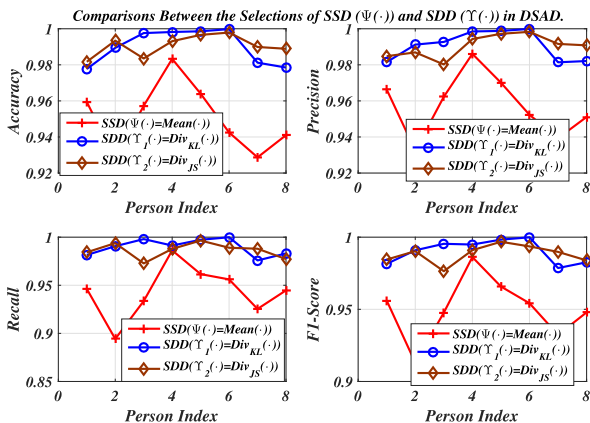 Comparisons Between the Selections of SSD (Ψ(·)) and SDD (ϒ(·)) in DSAD.
Accuracy
1
0.98
0.96
0.94
0.92
0 2 4 6 8
Person Index
SSD(Ψ(·)=Mean(·))
SDD(ϒ1(·)=DivKL(·))
SDD(ϒ2(·)=DivJS(·))
Precision
1
0.98
0.96
0.94
0.92
0 2 4 6 8
Person Index
SSD(Ψ(·)=Mean(·))
SDD(ϒ1(·)=DivKL(·))
SDD(ϒ2(·)=DivJS(·))
Recall
1
0.95
0.9
0.85
0 2 4 6 8
Person Index
SSD(Ψ(·)=Mean(·))
SDD(ϒ1(·)=DivKL(·))
SDD(ϒ2(·)=DivJS(·))
F1-Score
1
0.95
0.9
0 2 4 6 8
Person Index
SSD(Ψ(·)=Mean(·))
SDD(ϒ1(·)=DivKL(·))
SDD(ϒ2(·)=DivJS(·))